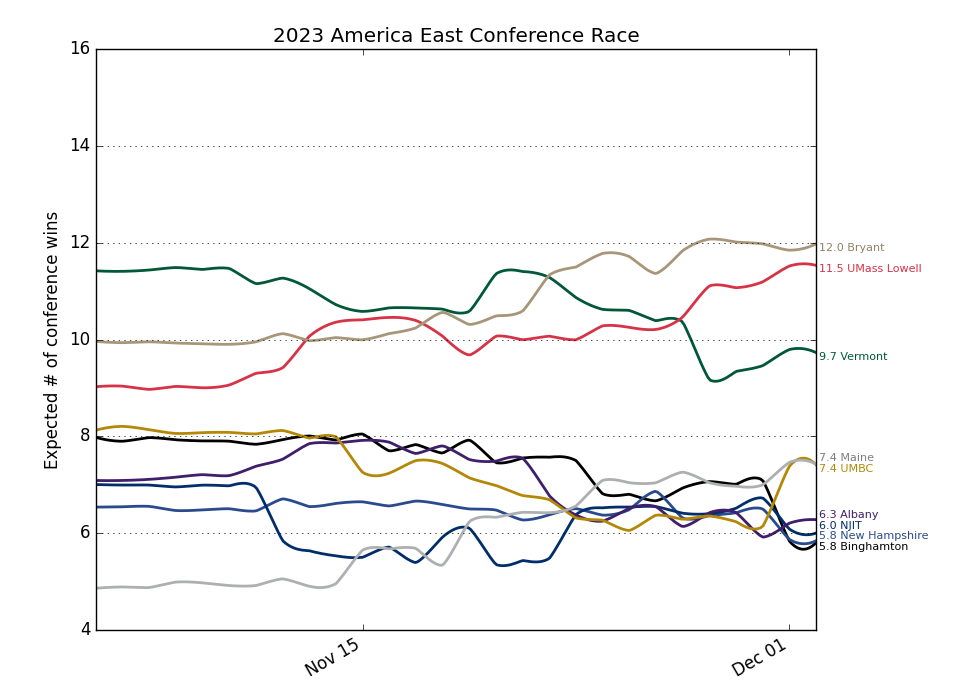 2023 America East Conference Race
Expected # of conference wins
16
14
12
10
8
6
4
Nov 15
Dec 01
12.0 Bryant
11.5 UMass Lowell
9.7 Vermont
7.4 Maine
7.4 UMBC
6.3 Albany
6.0 NJIT
5.8 New Hampshire
5.8 Binghamton